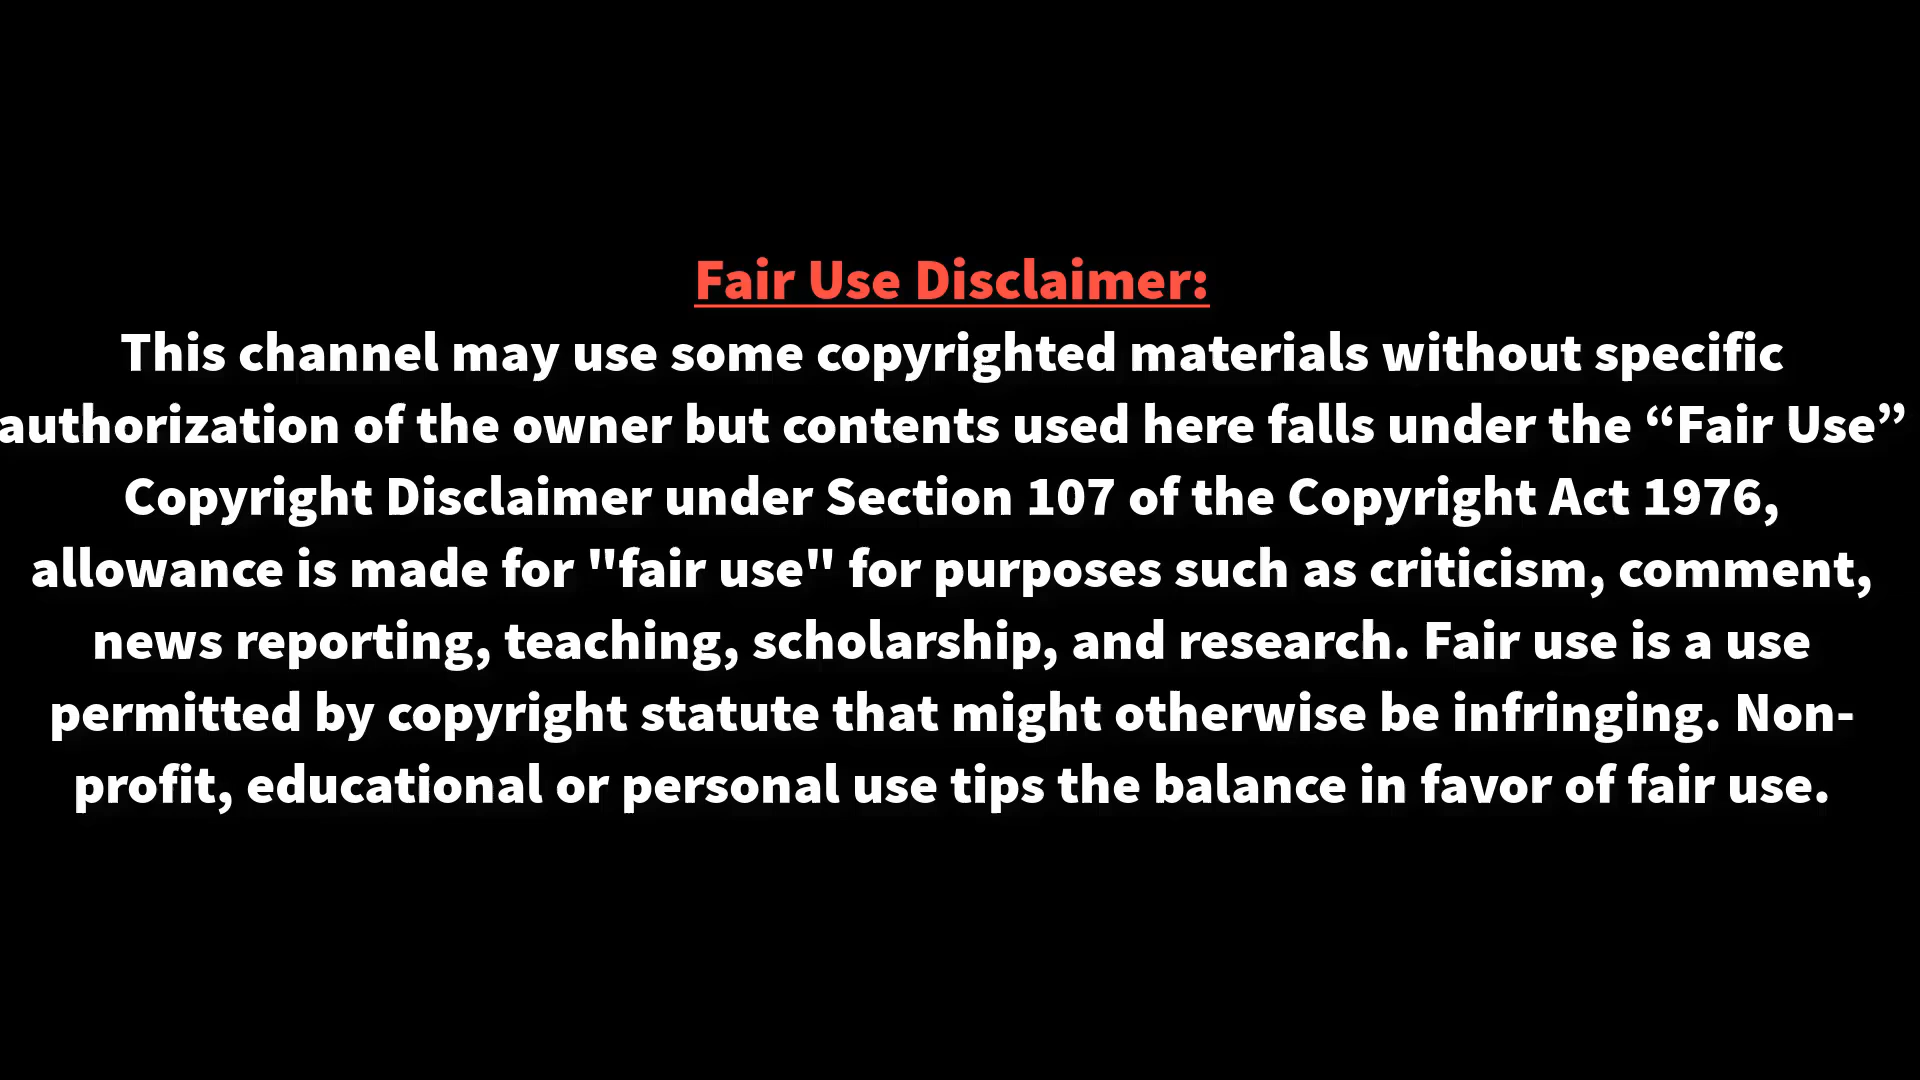 Fair Use Disclaimer:
This channel may use some copyrighted materials without specific
authorization of the owner but contents used here falls under the “Fair Use”
Copyright Disclaimer under Section 107 of the Copyright Act 1976,
allowance is made for "fair use" for purposes such as criticism, comment,
news reporting, teaching, scholarship, and research. Fair use is a use
permitted by copyright statute that might otherwise be infringing. Non-
profit, educational or personal use tips the balance in favor of fair use.